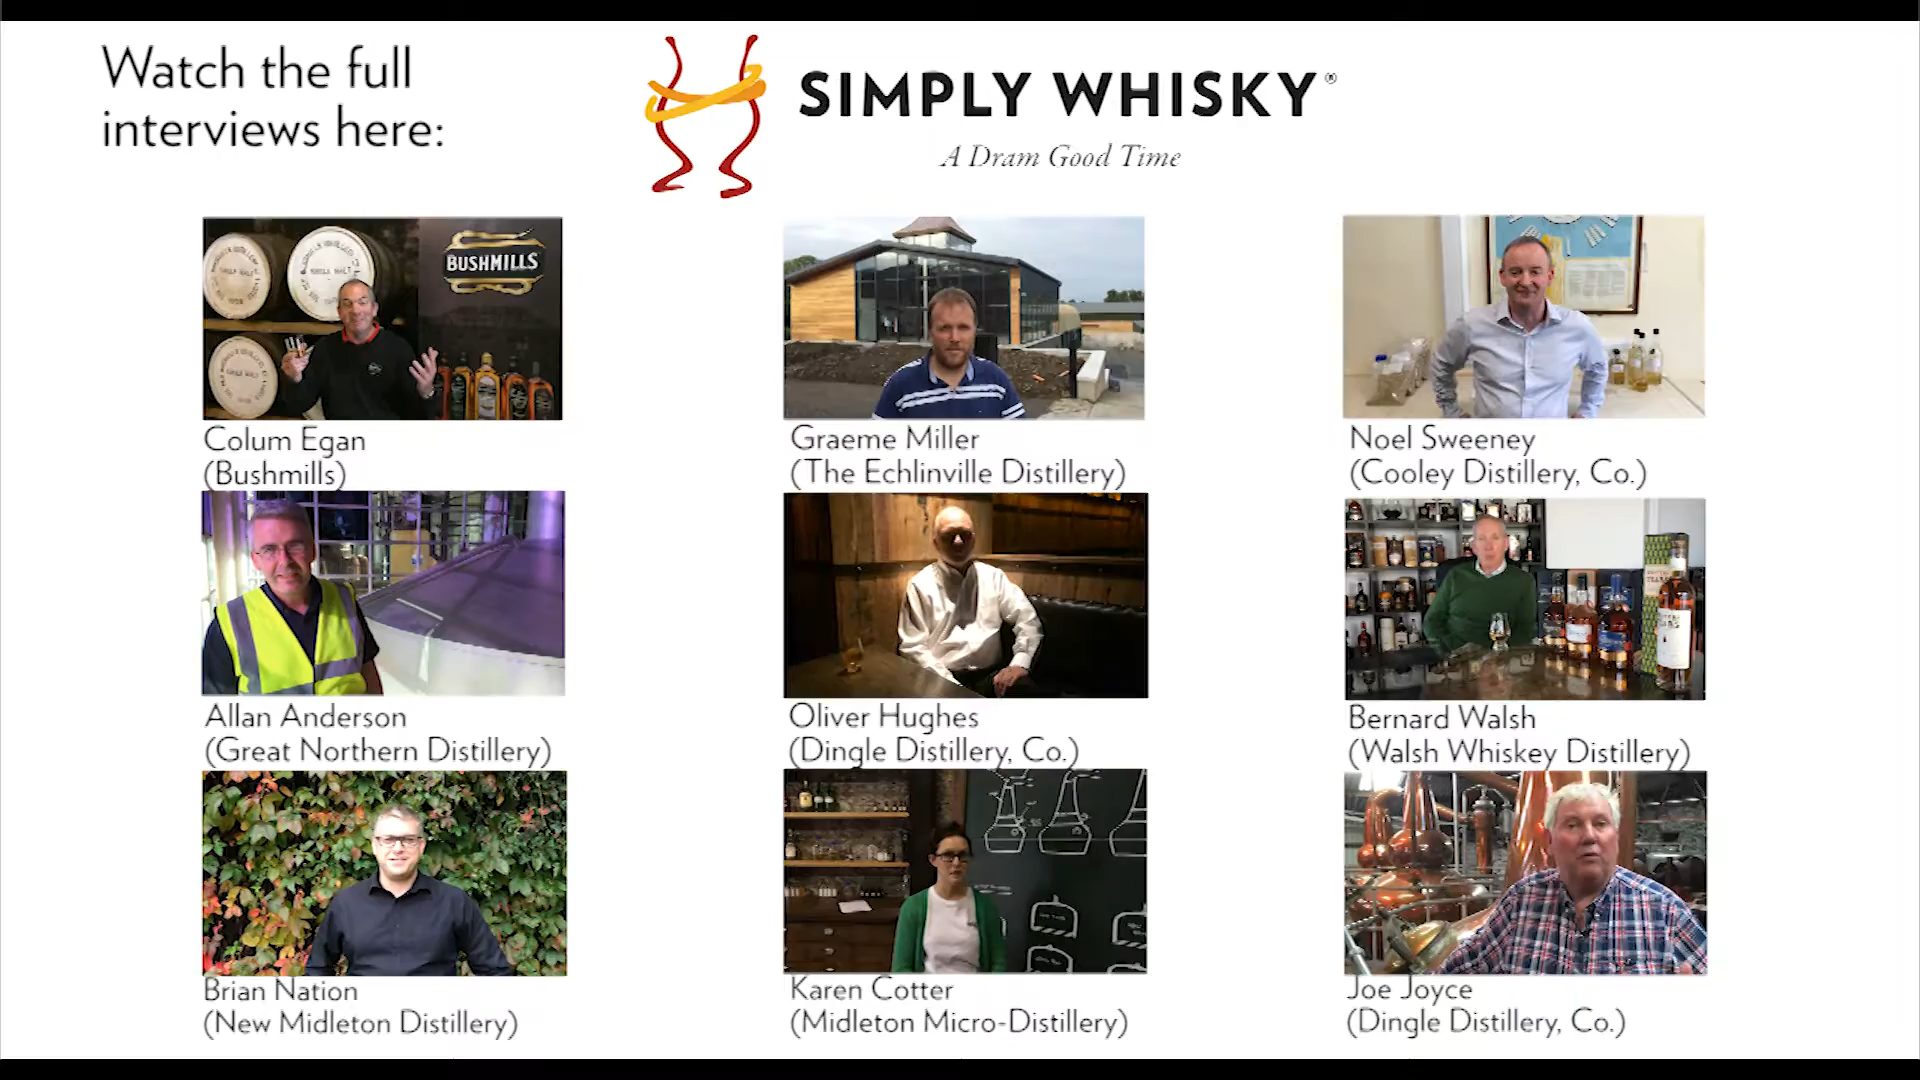 Watch the full
interviews here:
SIMPLY WHISKY®
A Dram Good Time
BUSHMILLS
Colum Egan
(Bushmills)
Graeme Miller
(The Echlinville Distillery)
Noel Sweeney
(Cooley Distillery, Co.)
Allan Anderson
(Great Northern Distillery)
Oliver Hughes
(Dingle Distillery, Co.)
Bernard Walsh
(Walsh Whiskey Distillery)
Brian Nation
(New Midleton Distillery)
Karen Cotter
(Midleton Micro-Distillery)
Joe Joyce
(Dingle Distillery, Co.)